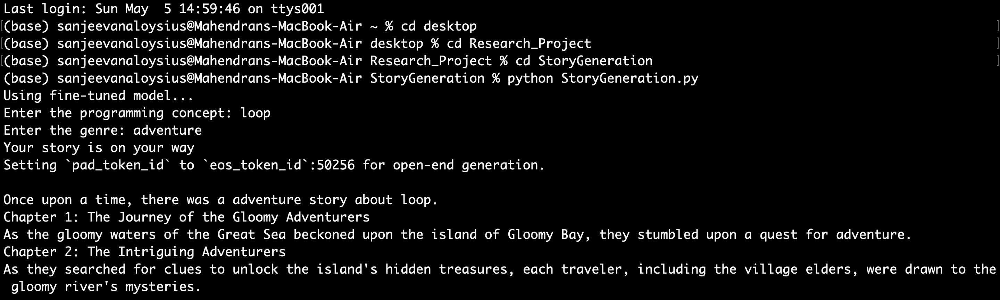 Last login: Sun May  5 14:59:46 on ttys001
[(base) sanjeevanaloysius@Mahendrans-MacBook-Air ~ % cd desktop ]
[(base) sanjeevanaloysius@Mahendrans-MacBook-Air desktop % cd Research_Project ]
[(base) sanjeevanaloysius@Mahendrans-MacBook-Air Research_Project % cd StoryGeneration ]
(base) sanjeevanaloysius@Mahendrans-MacBook-Air StoryGeneration % python StoryGeneration.py
Using fine-tuned model...
Enter the programming concept: loop
Enter the genre: adventure
Your story is on your way
Setting `pad_token_id` to `eos_token_id`:50256 for open-end generation.
Once upon a time, there was a adventure story about loop.
Chapter 1: The Journey of the Gloomy Adventurers
As the gloomy waters of the Great Sea beckoned upon the island of Gloomy Bay, they stumbled upon a quest for adventure.
Chapter 2: The Intriguing Adventurers
As they searched for clues to unlock the island's hidden treasures, each traveler, including the village elders, were drawn to the
gloomy river's mysteries.